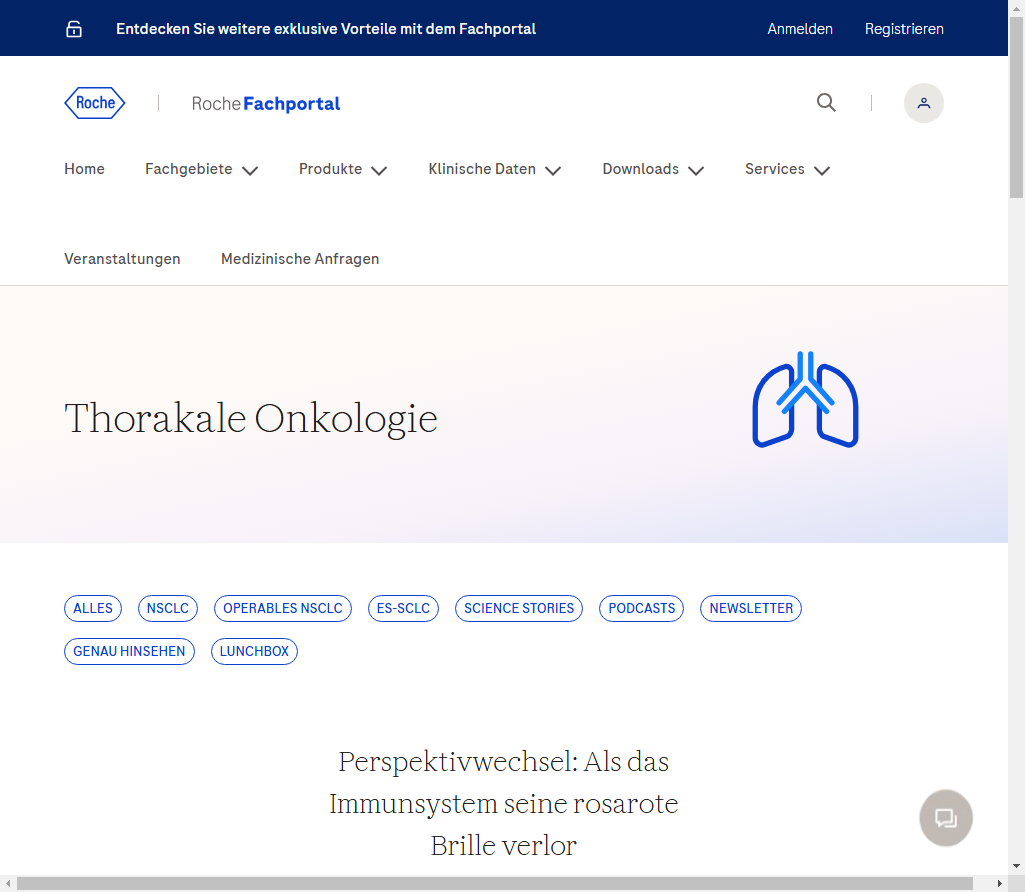 Entdecken Sie weitere exklusive Vorteile mit dem Fachportal Anmelden Registrieren
Roche Roche Fachportal
Home Fachgebiete Produkte Klinische Daten Downloads Services
Veranstaltungen Medizinische Anfragen
Thorakale Onkologie
ALLES NSCLC OPERABLES NSCLC ES-SCLC SCIENCE STORIES PODCASTS NEWSLETTER
GENAU HINSEHEN LUNCHBOX
Perspektivwechsel: Als das
Immunsystem seine rosarote
Brille verlor